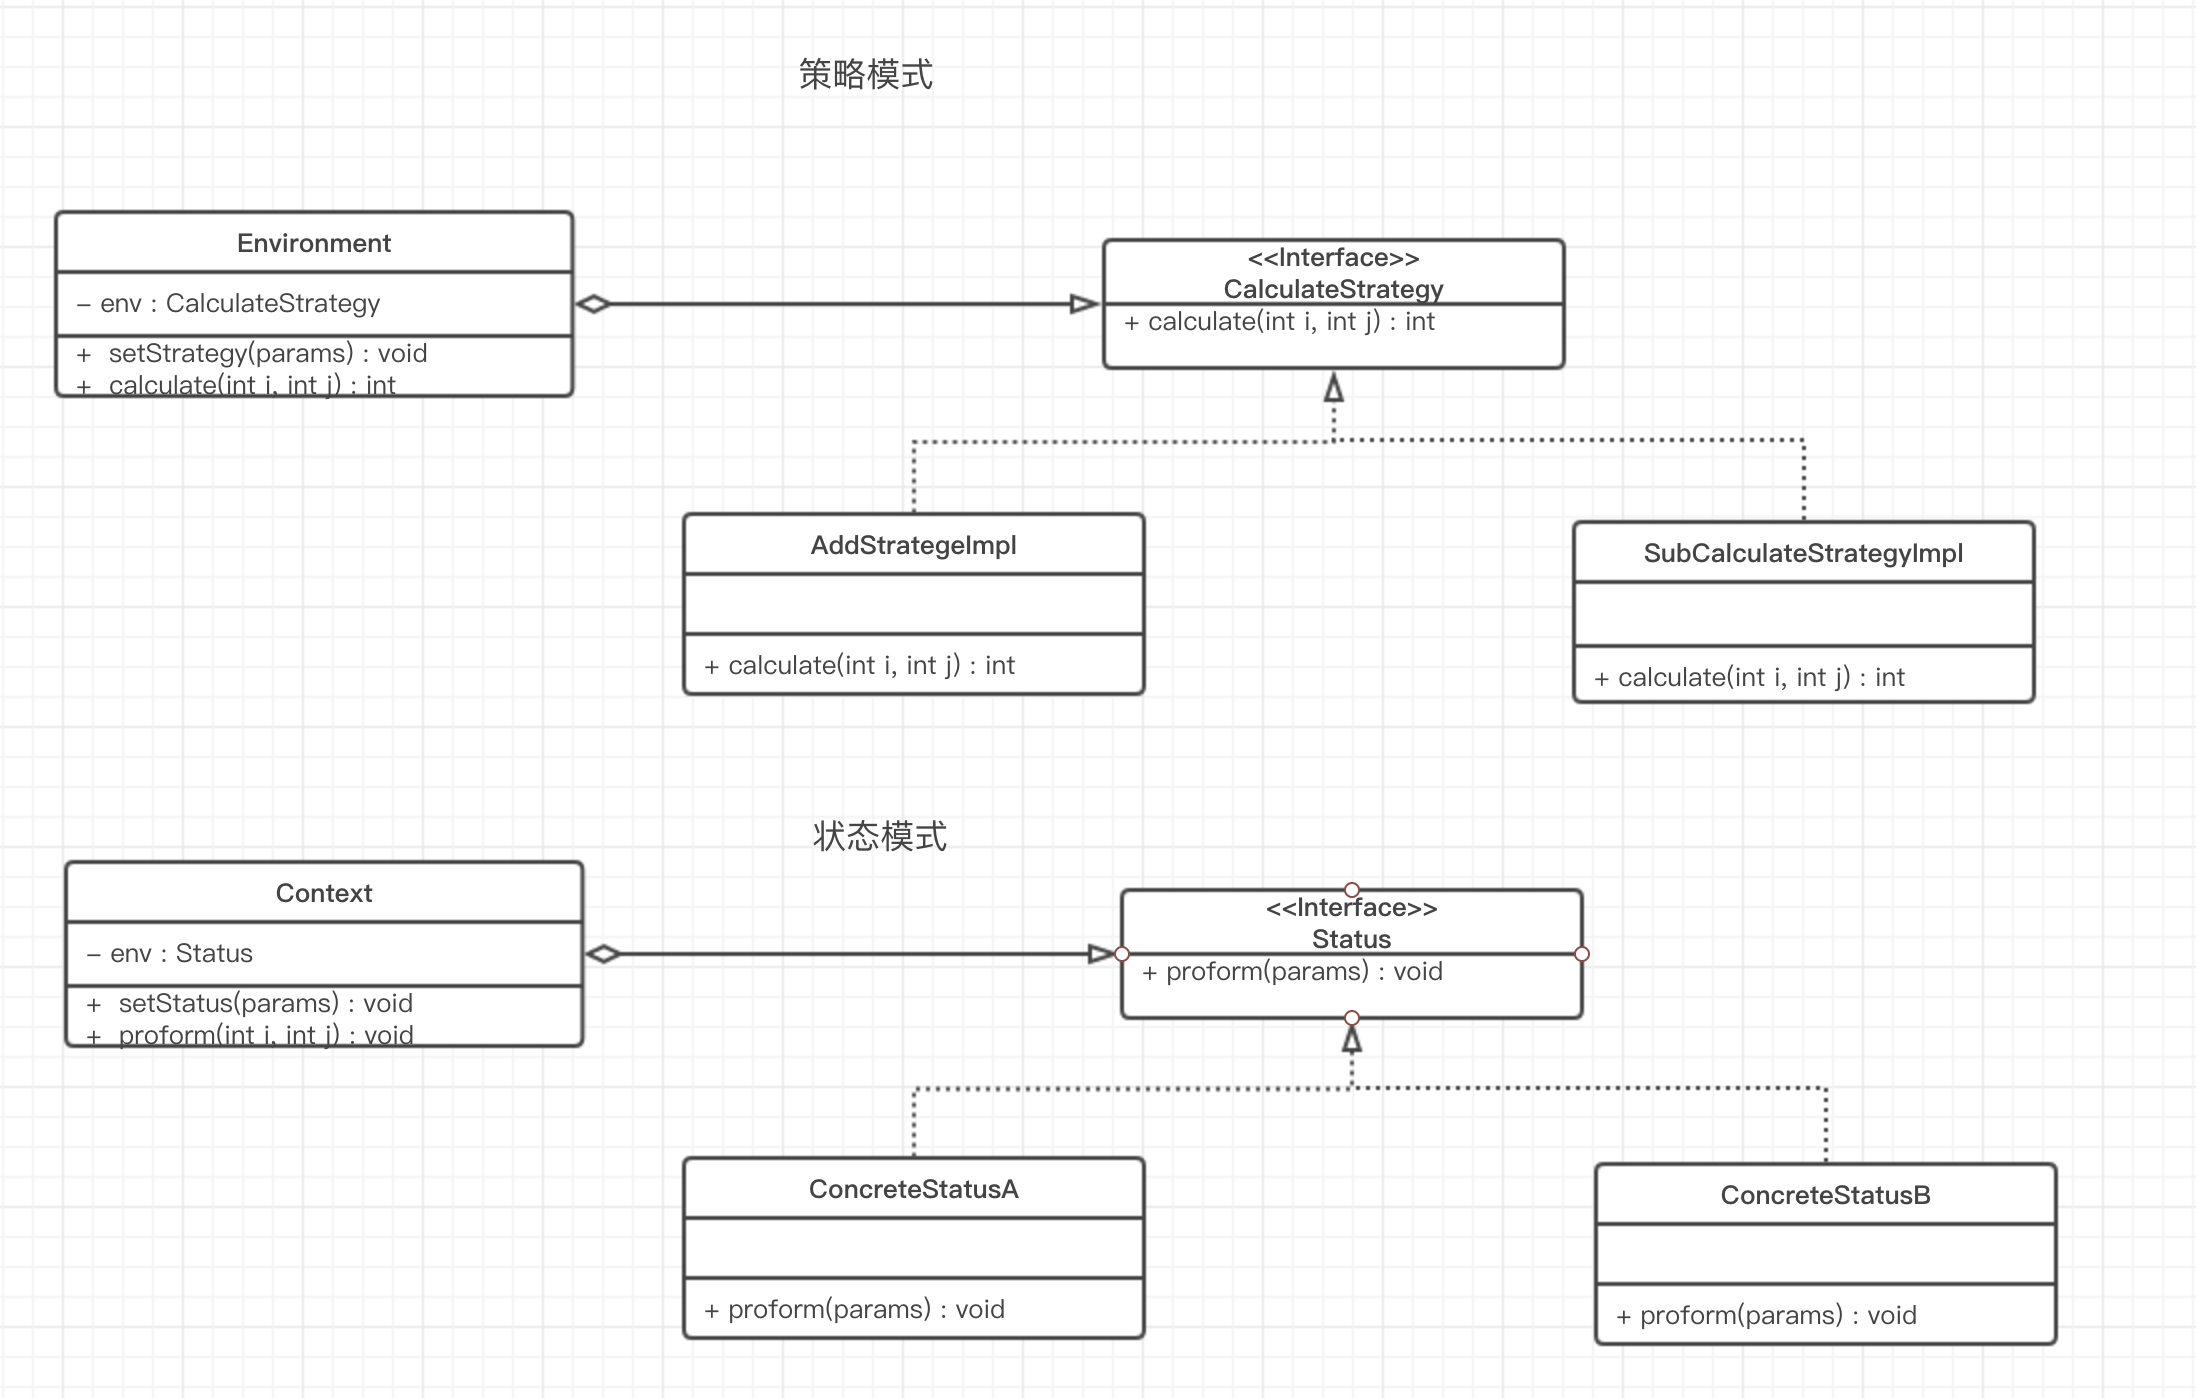 策略模式
Environment
– env : CalculateStrategy
+ setStrategy(params) : void
+ calculate(int i, int j) : int
<<Interface>>
CalculateStrategy
+ calculate(int i, int j) : int
AddStrategeImpl
+ calculate(int i, int j) : int
SubCalculateStrategyImpl
+ calculate(int i, int j) : int
状态模式
Context
– env : Status
+ setStatus(params) : void
+ proform(int i, int j) : void
<<Interface>>
Status
+ proform(params) : void
ConcreteStatusA
+ proform(params) : void
ConcreteStatusB
+ proform(params) : void